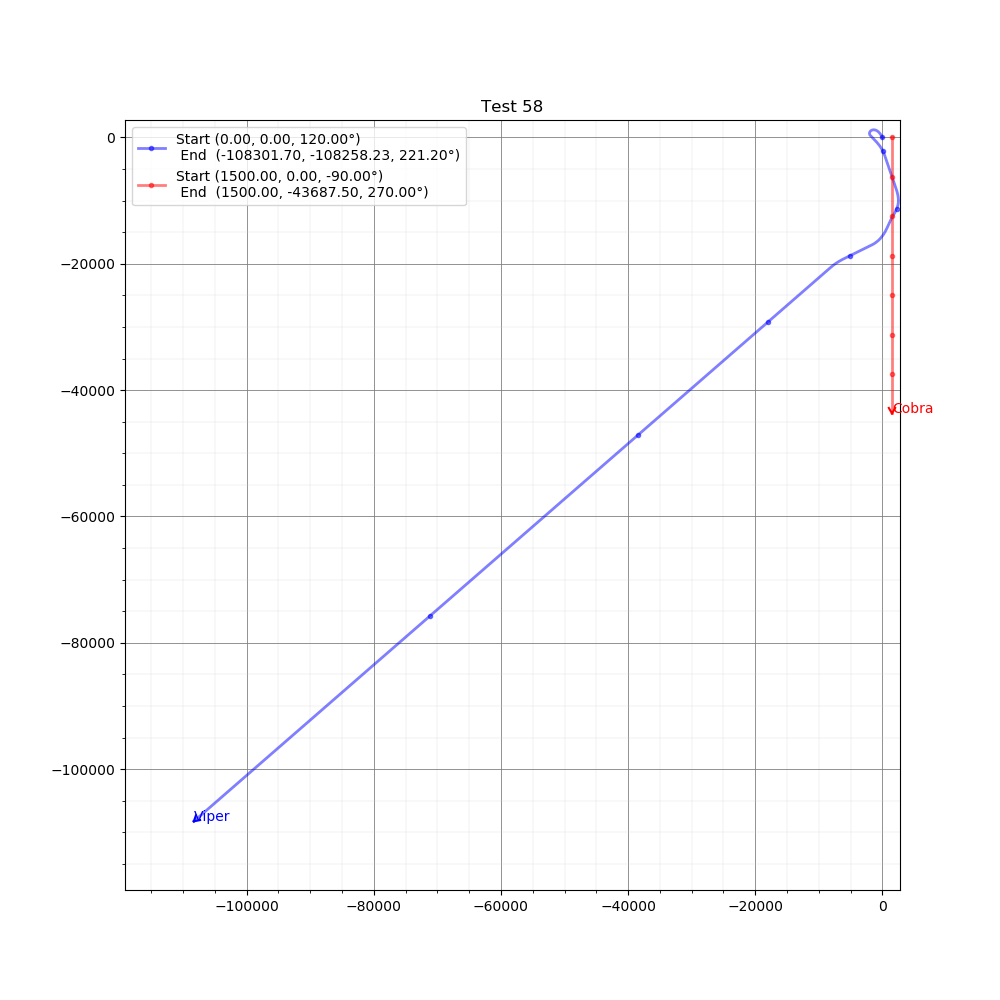 Test 58
Start (0.00, 0.00, 120.00°)
End (-108301.70, -108258.23, 221.20°)
Start (1500.00, 0.00, -90.00°)
End (1500.00, -43687.50, 270.00°)
0
−20000
−40000
−60000
−80000
−100000
Cobra
Viper
−100000
−80000
−60000
−40000
−20000
0